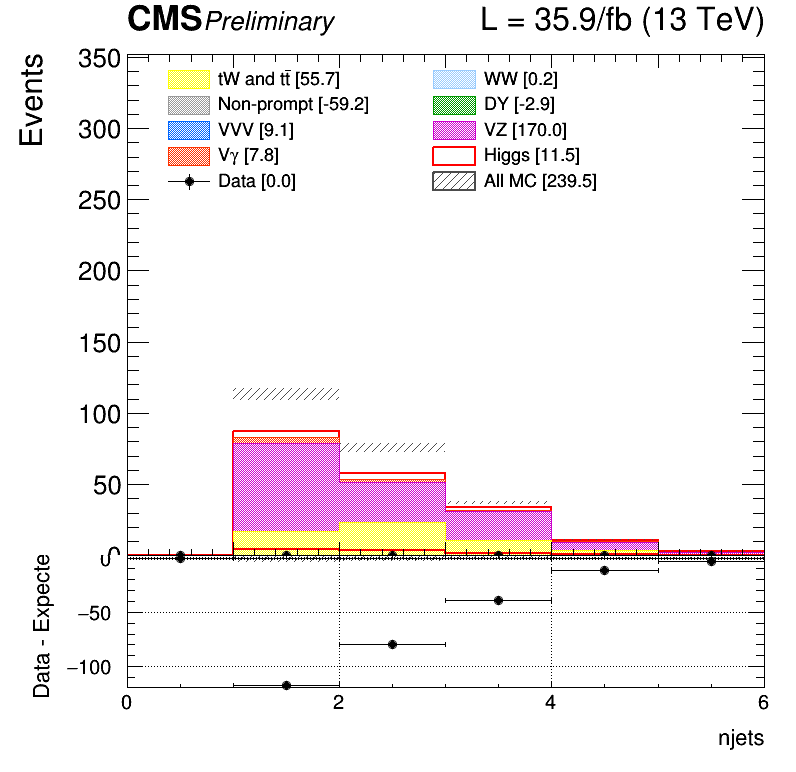 CMS Preliminary L = 35.9/fb (13 TeV)
Events
350
300
250
200
150
100
50
0
tW and tt̄ [55.7] WW [0.2]
Non-prompt [-59.2] DY [-2.9]
VVV [9.1] VZ [170.0]
Vγ [7.8] Higgs [11.5]
Data [0.0] All MC [239.5]
Data - Expecte
0
−50
−100
0 2 4 6
njets